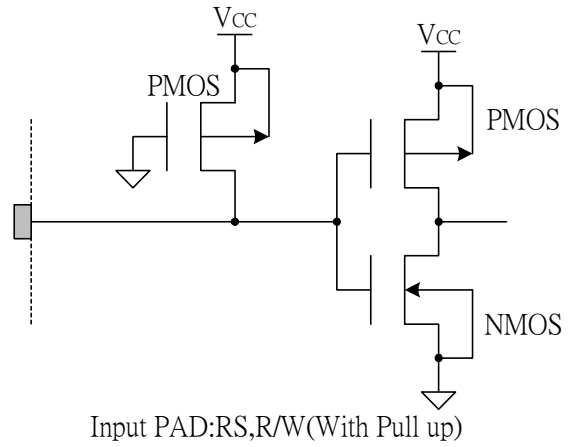 VCC
VCC
PMOS
PMOS
NMOS
Input PAD:RS,R/W(With Pull up)